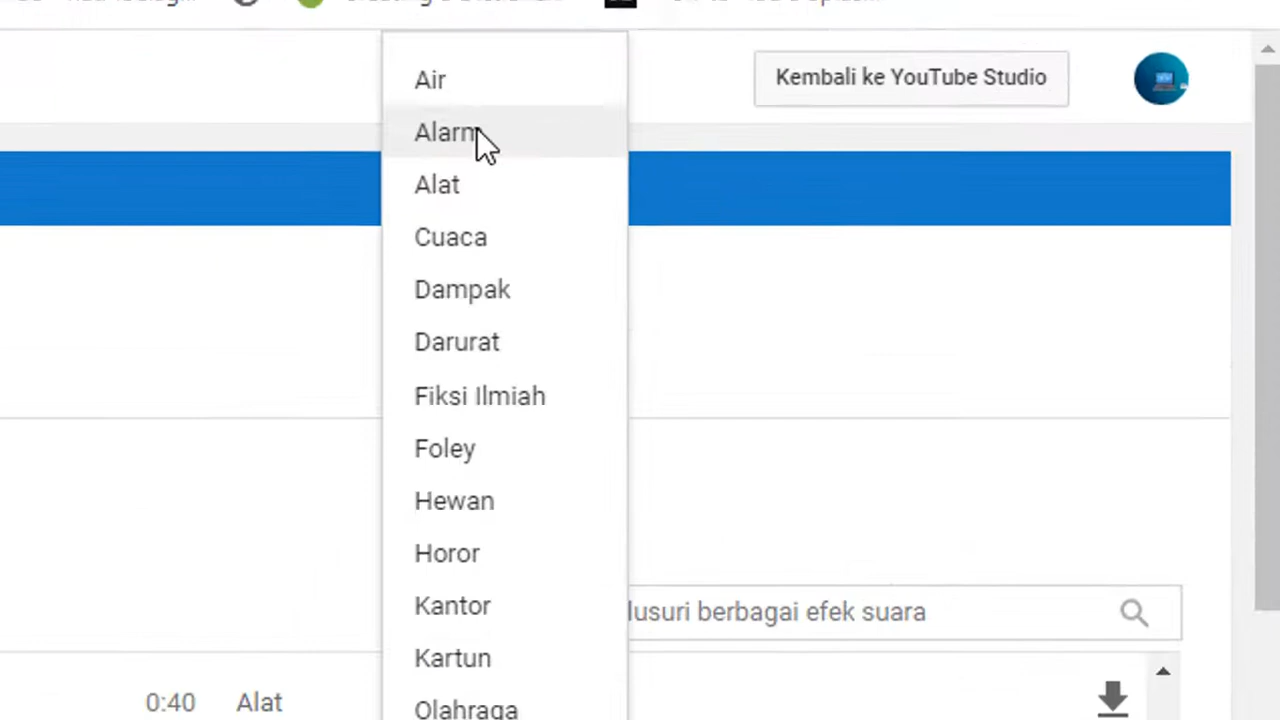 Kembali ke YouTube Studio
Air
Alarm
Alat
Cuaca
Dampak
Darurat
Fiksi Ilmiah
Foley
Hewan
Horor
Kantor
Kartun
Olahraga
lusuri berbagai efek suara
0:40 Alat